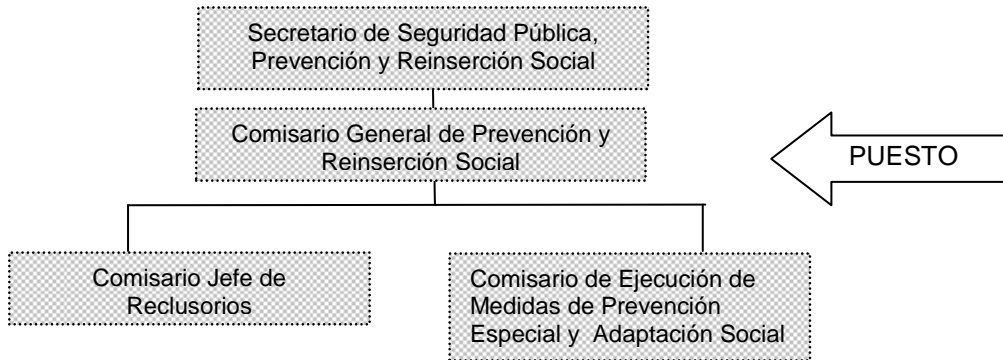 Secretario de Seguridad Pública,
Prevención y Reinserción Social
Comisario General de Prevención y
Reinserción Social
PUESTO
Comisario Jefe de
Reclusorios
Comisario de Ejecución de
Medidas de Prevención
Especial y Adaptación Social